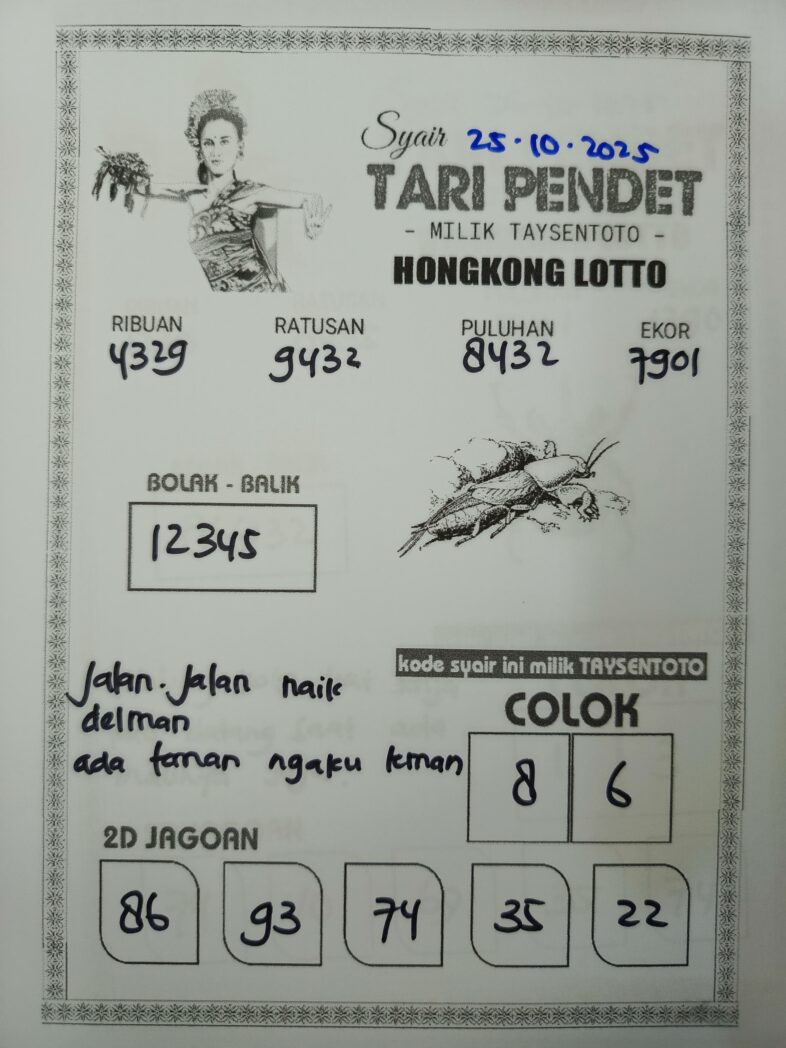 Syair 25.10.2025
TARI PENDET
- MILIK TAYSENTOTO -
HONGKONG LOTTO
RIBUAN RATUSAN PULUHAN EKOR
4329 9432 8432 7901
BOLAK - BALIK
12345
Jalan.Jalan naik
delman
ada teman ngaku teman
kode syair ini milik TAYSENTOTO
COLOK
8 6
2D JAGOAN
86 93 74 35 22